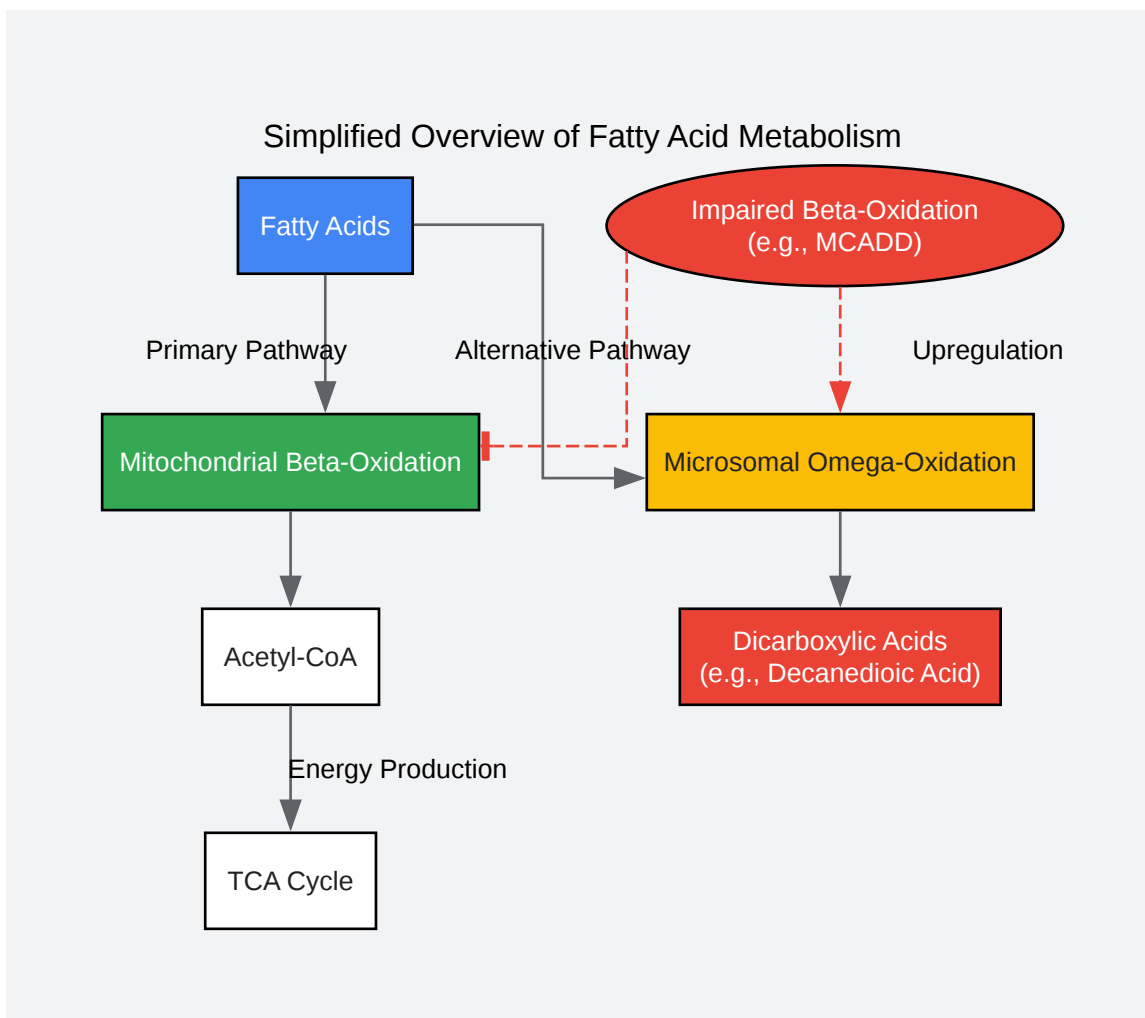 Simplified Overview of Fatty Acid Metabolism
Fatty Acids
Impaired Beta-Oxidation
(e.g., MCADD)
Primary Pathway
Alternative Pathway
Upregulation
Mitochondrial Beta-Oxidation
Microsomal Omega-Oxidation
Acetyl-CoA
Dicarboxylic Acids
(e.g., Decanedioic Acid)
Energy Production
TCA Cycle